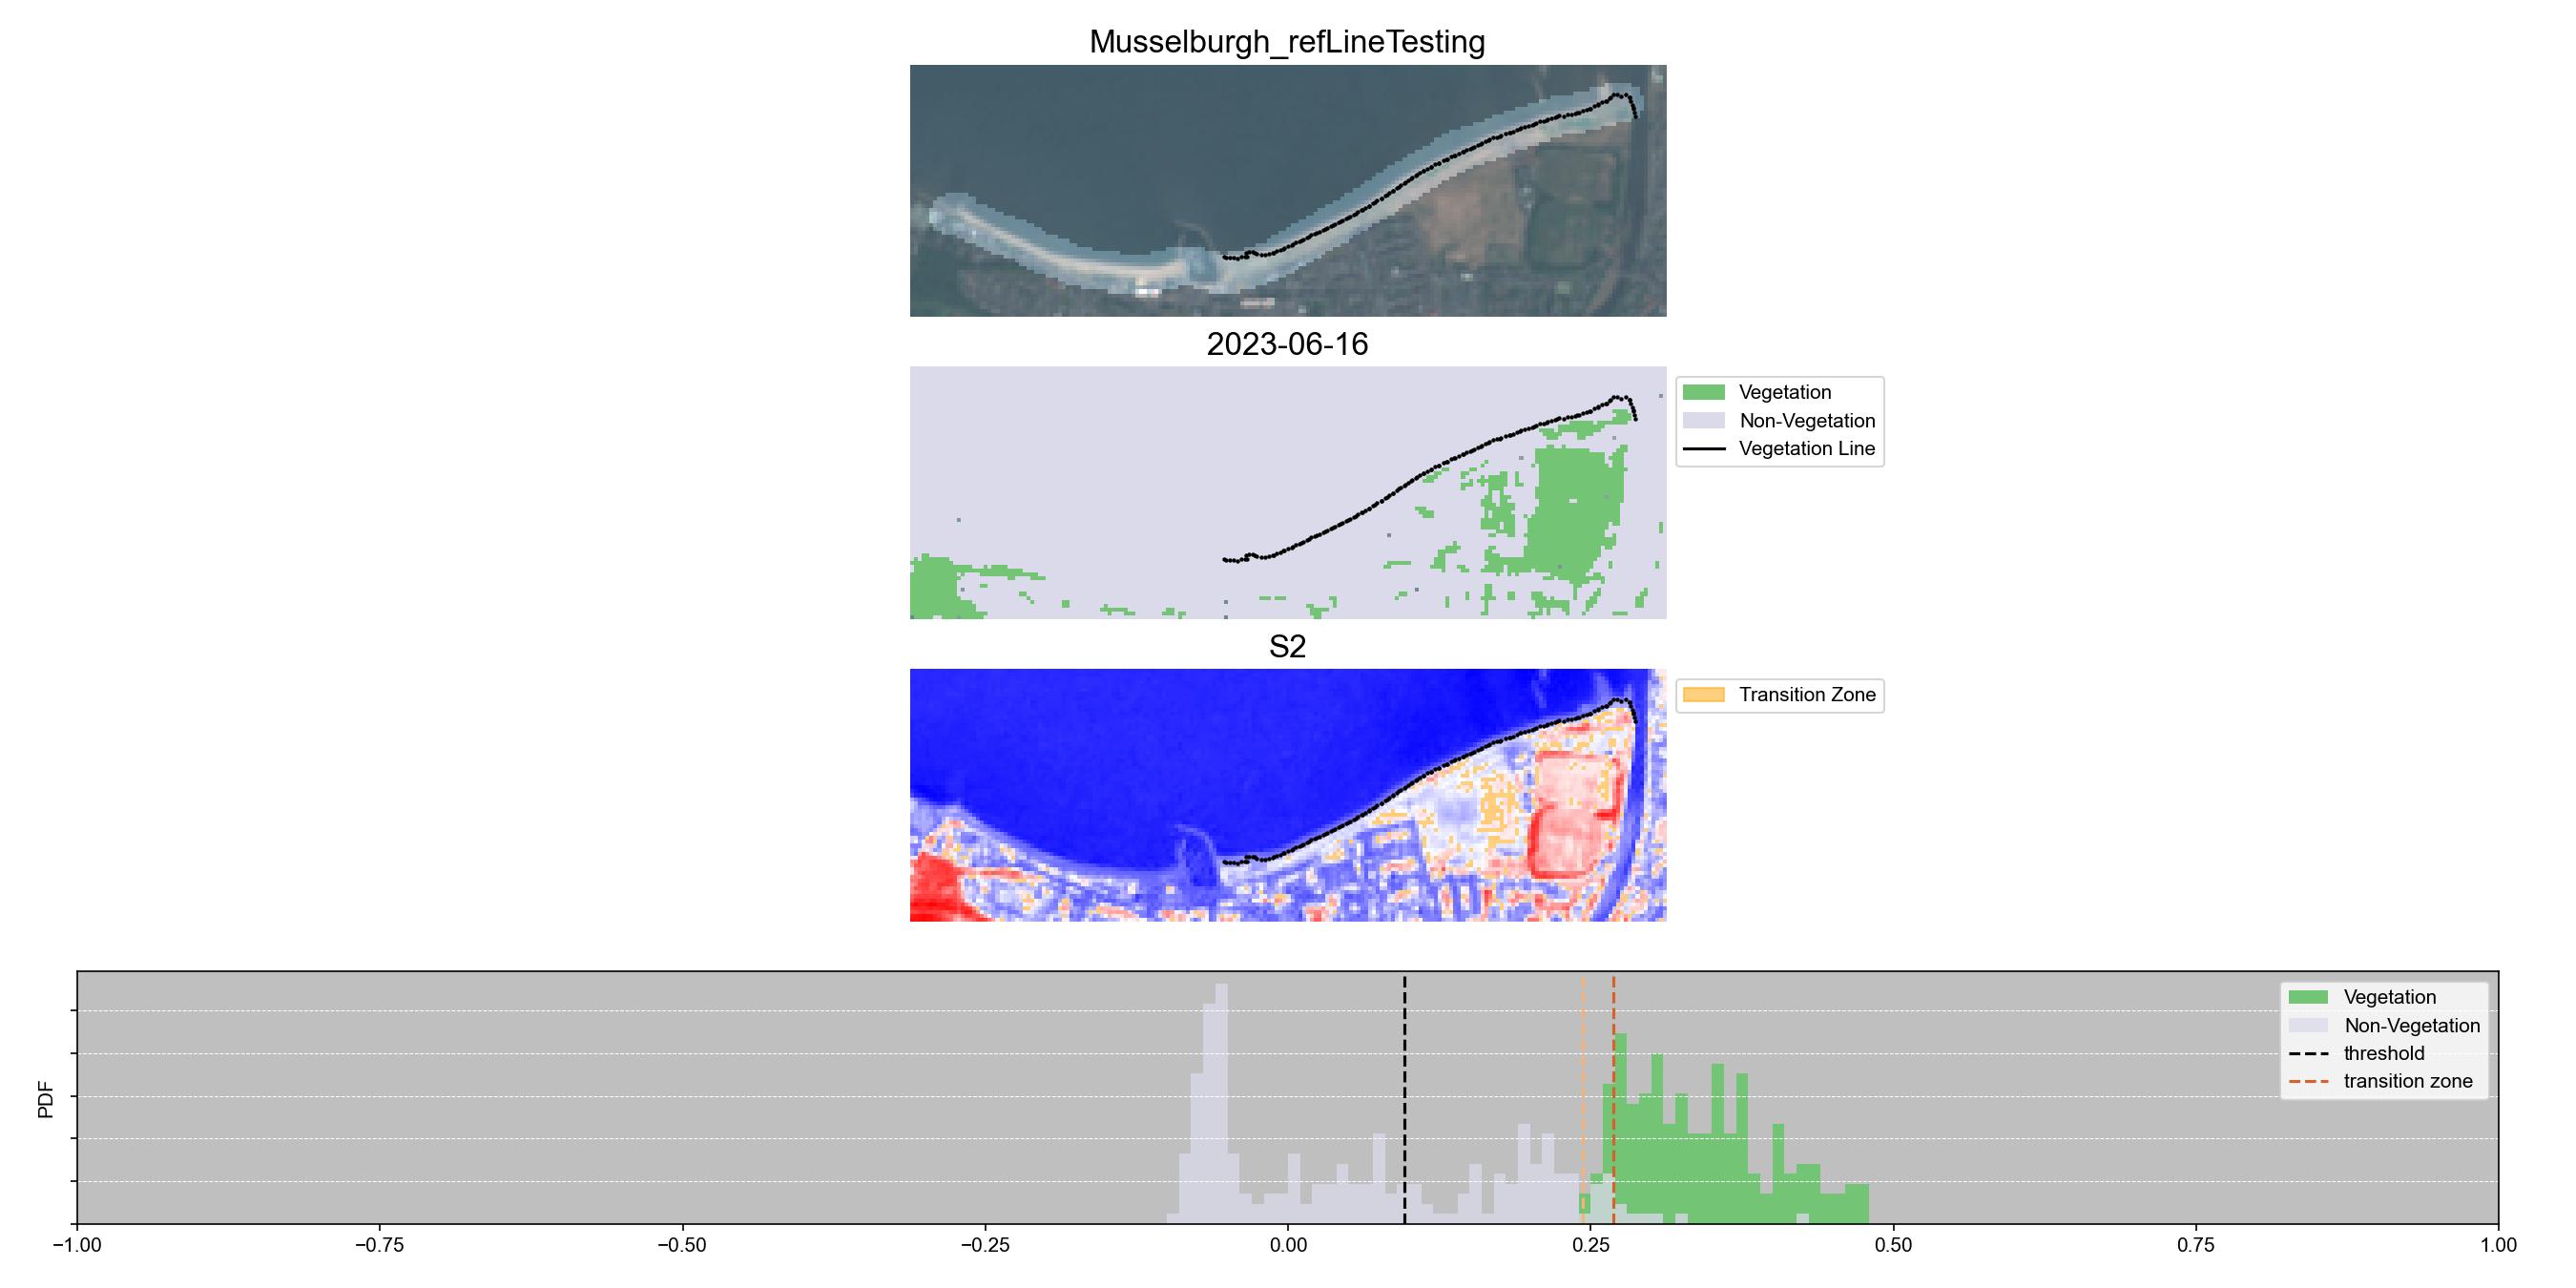 Musselburgh_refLineTesting
2023-06-16
Vegetation
Non-Vegetation
Vegetation Line
S2
Transition Zone
PDF
Vegetation
Non-Vegetation
threshold
transition zone
−1.00
−0.75
−0.50
−0.25
0.00
0.25
0.50
0.75
1.00